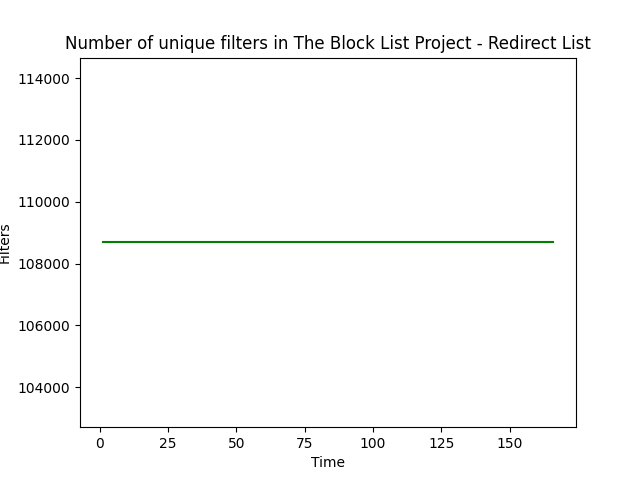 Number of unique filters in The Block List Project - Redirect List
114000
112000
110000
108000
106000
104000
Filters
0 25 50 75 100 125 150
Time